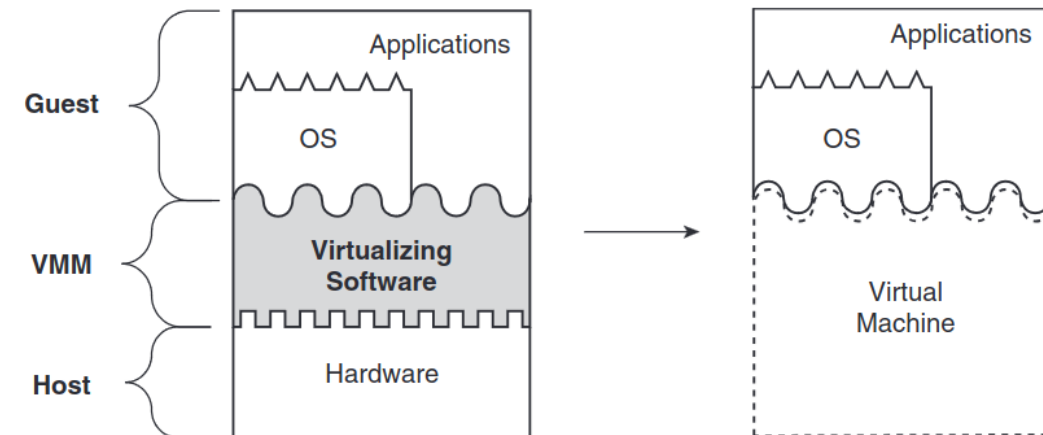 Applications
Guest
OS
VMM
Virtualizing
Software
Host
Hardware
Applications
OS
Virtual
Machine